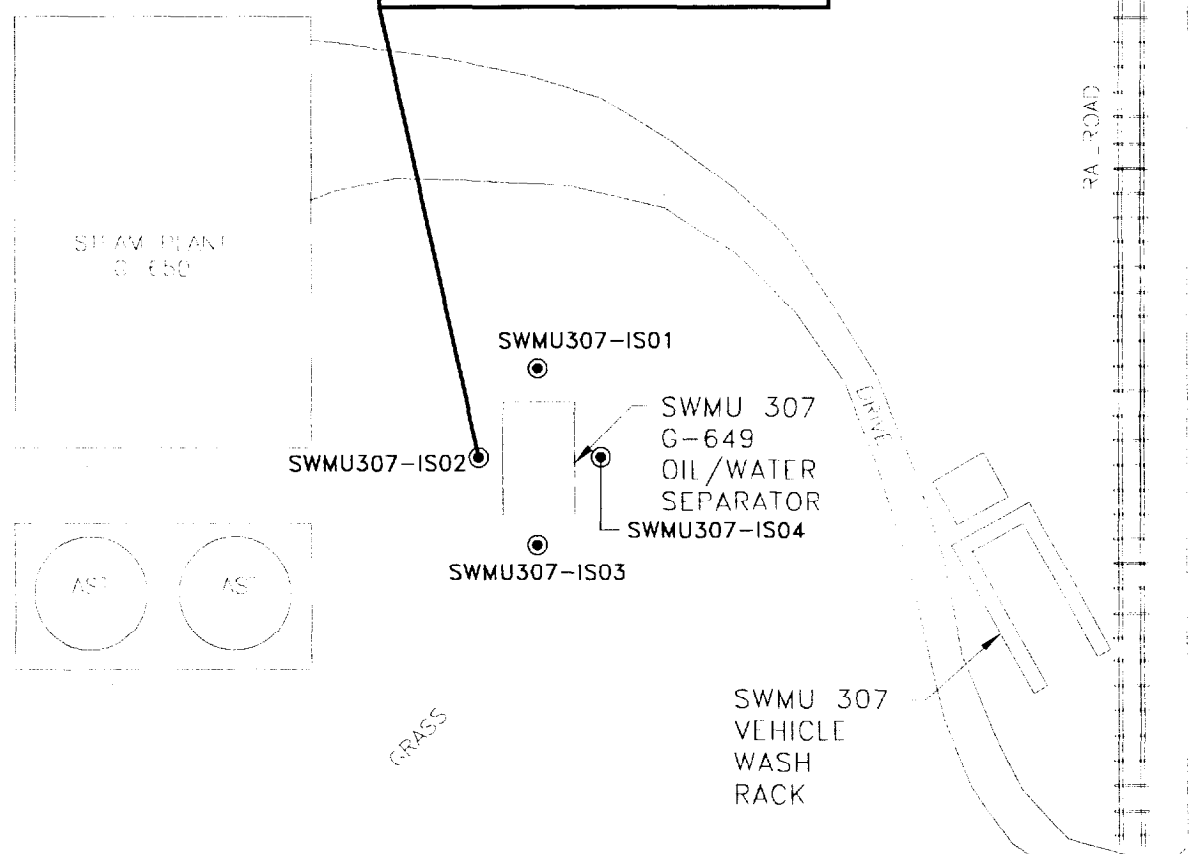 RA_ROAD
STEAM PLANT
SWMU307-IS01
SWMU 307
G-649
OIL/WATER
SEPARATOR
DRIVE
SWMU307-IS02
SWMU307-IS04
SWMU307-IS03
AST
AST
GRASS
SWMU 307
VEHICLE
WASH
RACK